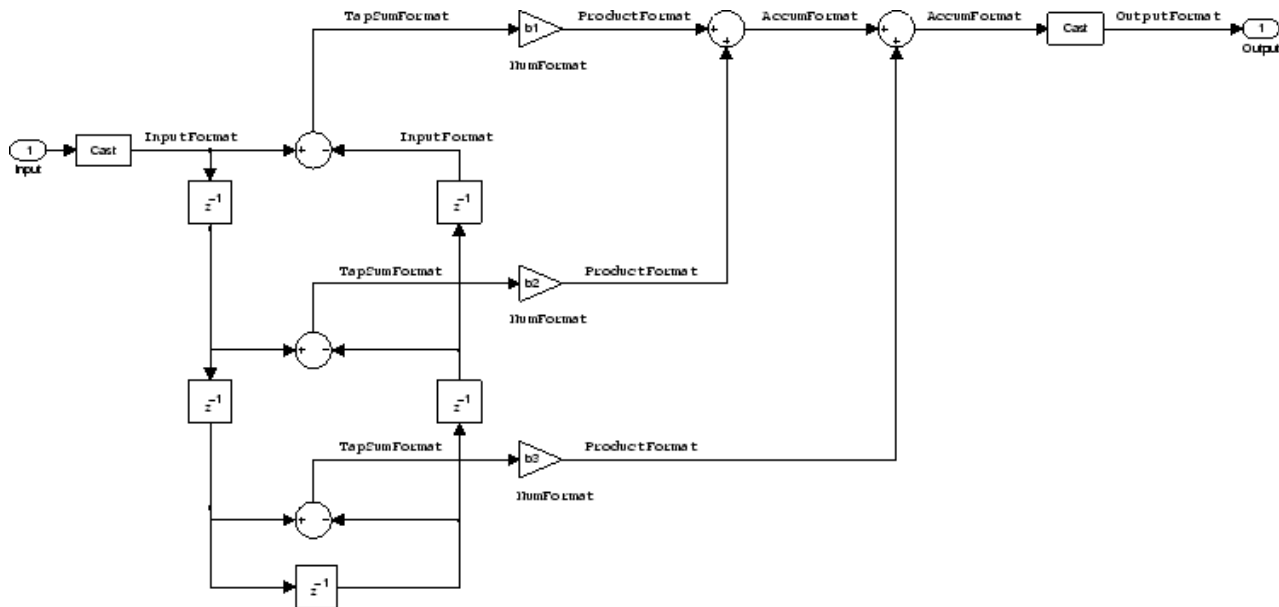 TapSumFormat
b1
ProductFormat
+
+
AccumFormat
+
+
AccumFormat
Cast
OutputFormat
1
Output
NumFormat
1
Input
Cast
InputFormat
+
−
InputFormat
z⁻¹
z⁻¹
TapSumFormat
b2
ProductFormat
NumFormat
+
−
z⁻¹
z⁻¹
TapSumFormat
b3
ProductFormat
NumFormat
+
−
z⁻¹